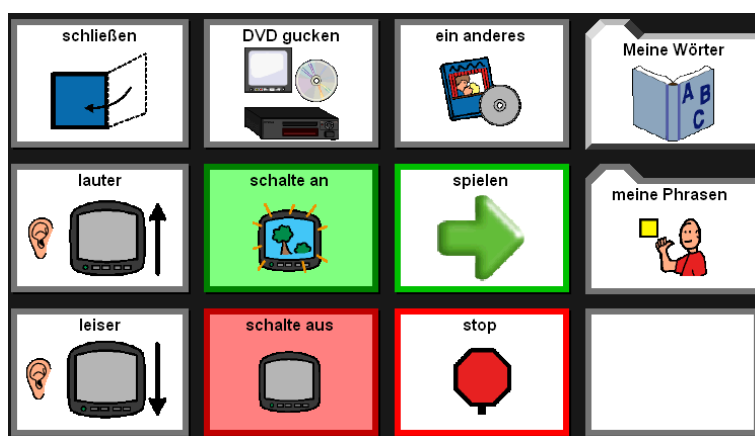 schließen
DVD gucken
ein anderes
Meine Wörter
A B
C
lauter
schalte an
spielen
meine Phrasen
leiser
schalte aus
stop